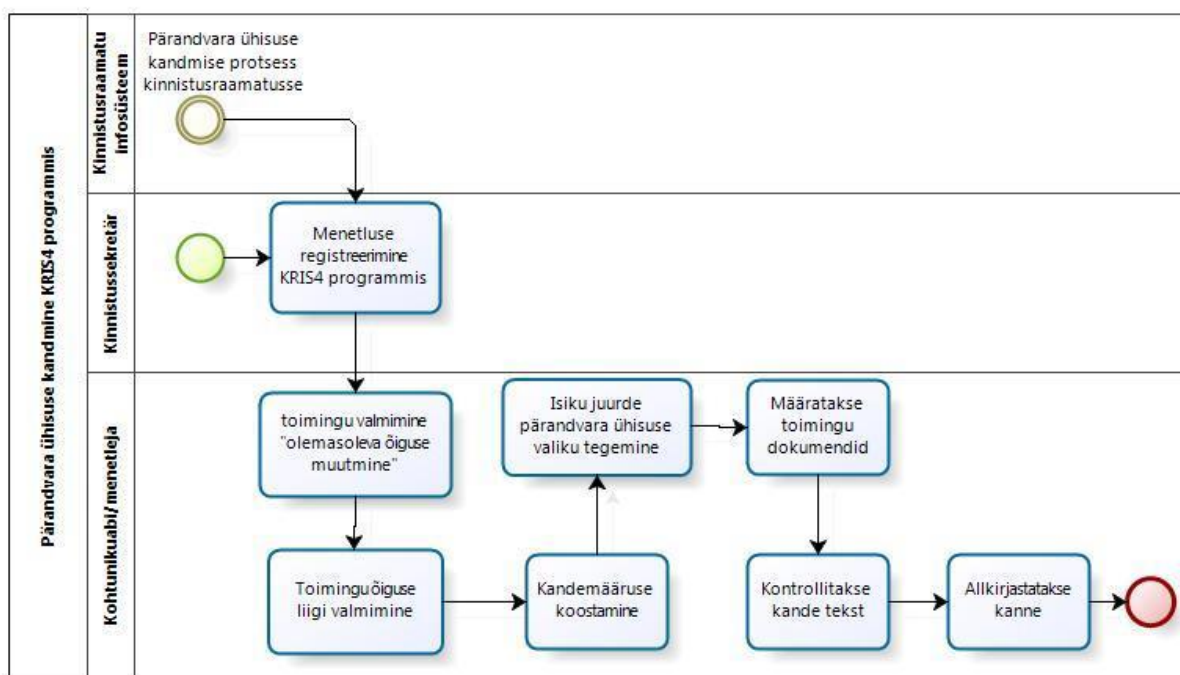 Pärandvara ühisuse kandmine KRIS4 programmis
Kinnistusraamatu
infosüsteem
Pärandvara ühisuse
kandmise protsess
kinnistusraamatusse
Kinnistussekretär
Menetluse
registreerimine
KRIS4 programmis
Kohtunikuabi/menetleja
toimingu valmimine
"olemasoleva õiguse
muutmine"
Toimingu õiguse
liigi valmimine
Kandemääruse
koostamine
Isiku juurde
pärandvara ühisuse
valiku tegemine
Määratakse
toimingu
dokumendid
Kontrollitakse
kande tekst
Allkirjastatakse
kanne